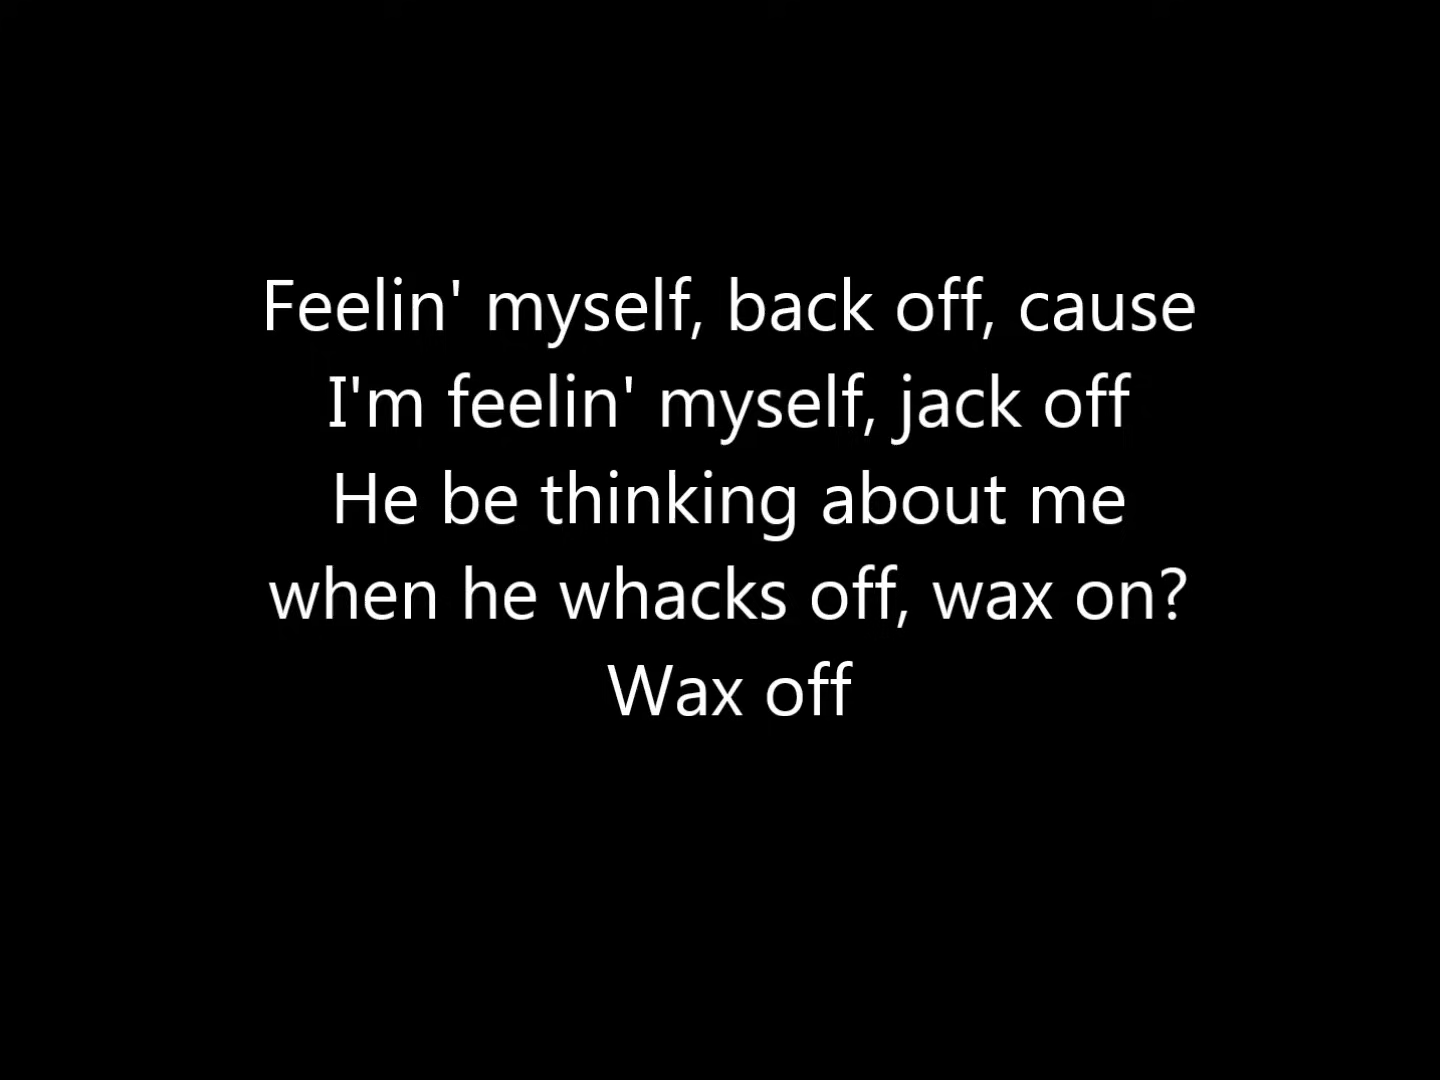 Feelin' myself, back off, cause
I'm feelin' myself, jack off
He be thinking about me
when he whacks off, wax on?
Wax off